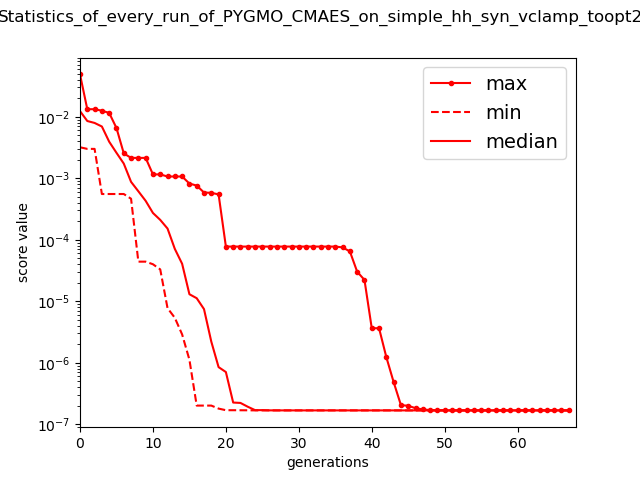 Statistics_of_every_run_of_PYGMO_CMAES_on_simple_hh_syn_vclamp_toopt2
max
min
median
score value
10⁻²
10⁻³
10⁻⁴
10⁻⁵
10⁻⁶
10⁻⁷
0 10 20 30 40 50 60
generations